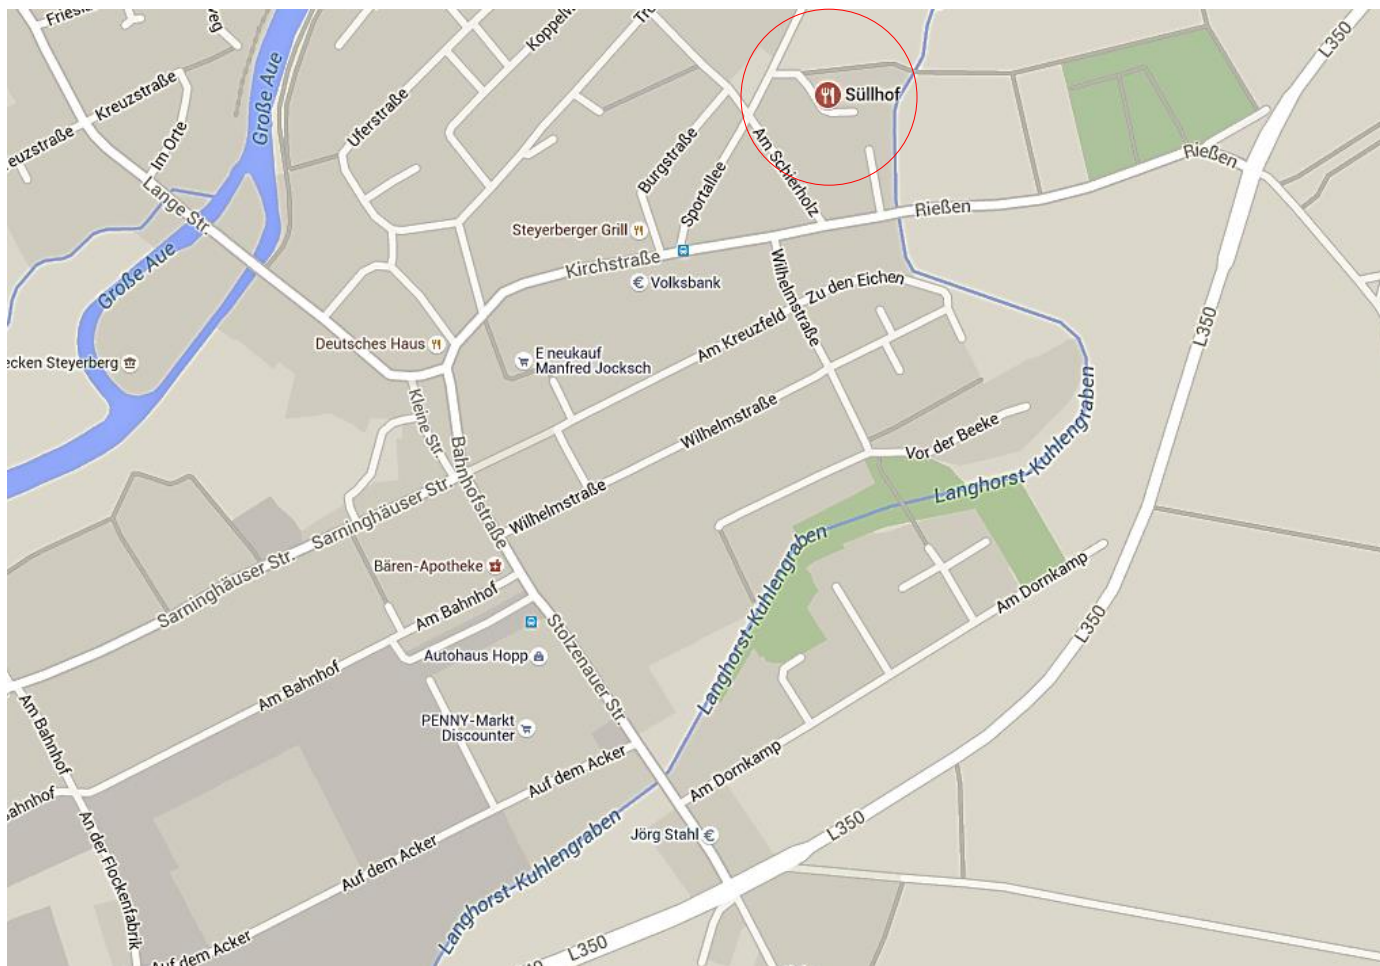 L350
Große Aue
Kreuzstraße
Im Orte
Uferstraße
Lange Str.
Große Aue
Burgstraße
Sportallee
Am Schierholz
Süllhof
Rießen
Rießen
Steyerberger Grill
Kirchstraße
Volksbank
Wilhelmstraße
Zu den Eichen
Am Kreuzfeld
Deutsches Haus
E neukauf
Manfred Jocksch
L350
Kleine Str.
Bahnhofstraße
Wilhelmstraße
Vor der Beeke
Langhorst-Kuhlengraben
Sarninghäuser Str.
Wilhelmstraße
Sarninghäuser Str.
Bären-Apotheke
Langhorst-Kuhlengraben
Am Bahnhof
Am Dornkamp
Stolzenauer Str.
L350
Autohaus Hopp
Am Bahnhof
Am Bahnhof
PENNY-Markt
Discounter
Auf dem Acker
Am Dornkamp
An der Flockenfabrik
Jörg Stahl
L350
Auf dem Acker
Langhorst-Kuhlengraben
Auf dem Acker
L350